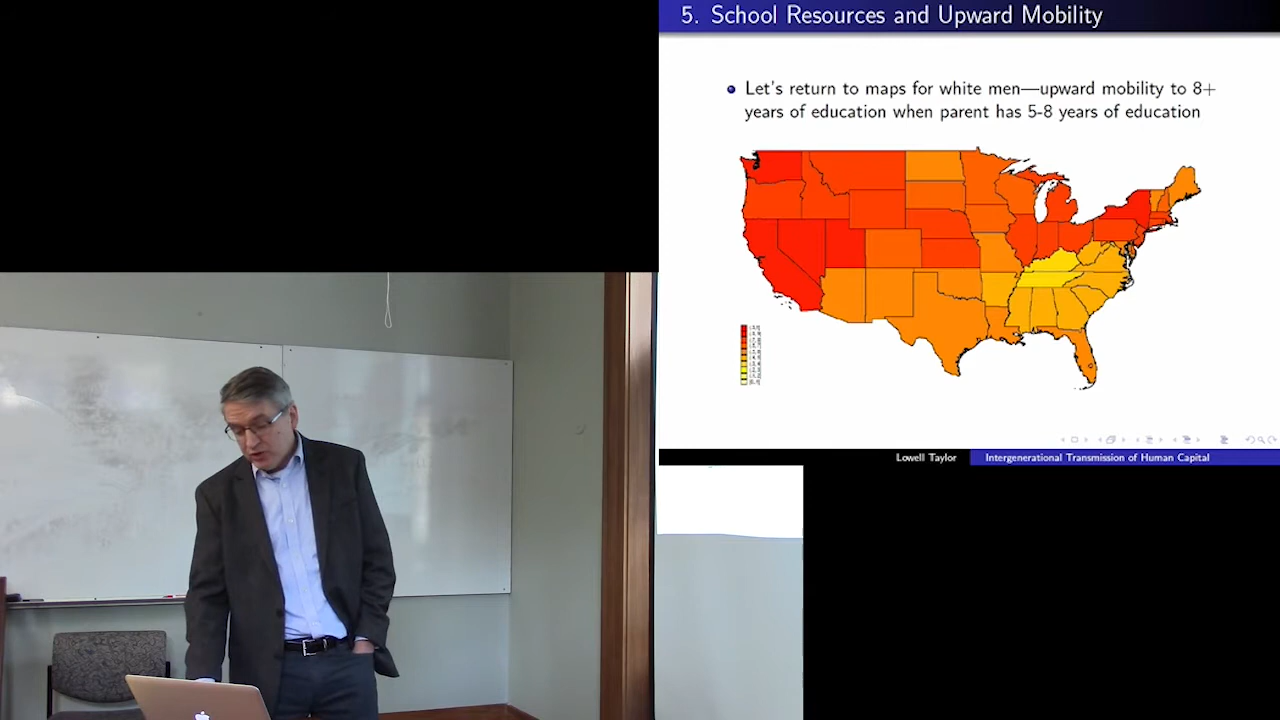 5. School Resources and Upward Mobility
Let's return to maps for white men—upward mobility to 8+
years of education when parent has 5-8 years of education
Lowell Taylor
Intergenerational Transmission of Human Capital